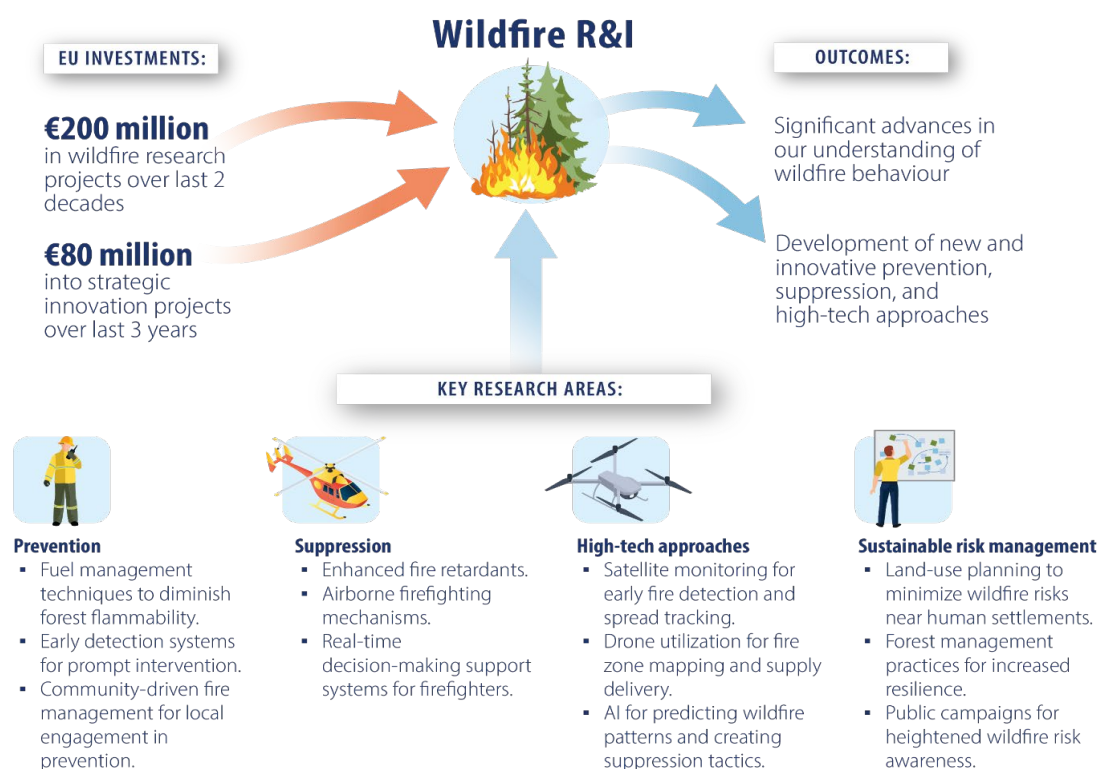 Wildfire R&I
EU INVESTMENTS:
€200 million
in wildfire research
projects over last 2
decades
€80 million
into strategic
innovation projects
over last 3 years
OUTCOMES:
Significant advances in
our understanding of
wildfire behaviour
Development of new and
innovative prevention,
suppression, and
high-tech approaches
KEY RESEARCH AREAS:
Prevention
▪ Fuel management
techniques to diminish
forest flammability.
▪ Early detection systems
for prompt intervention.
▪ Community-driven fire
management for local
engagement in
prevention.
Suppression
▪ Enhanced fire retardants.
▪ Airborne firefighting
mechanisms.
▪ Real-time
decision-making support
systems for firefighters.
High-tech approaches
▪ Satellite monitoring for
early fire detection and
spread tracking.
▪ Drone utilization for fire
zone mapping and supply
delivery.
▪ AI for predicting wildfire
patterns and creating
suppression tactics.
Sustainable risk management
▪ Land-use planning to
minimize wildfire risks
near human settlements.
▪ Forest management
practices for increased
resilience.
▪ Public campaigns for
heightened wildfire risk
awareness.